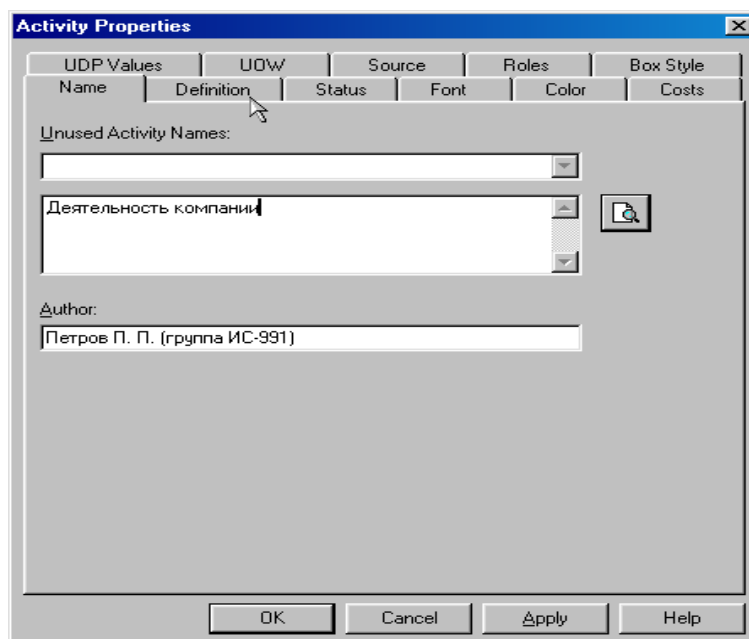 Activity Properties
UDP Values UOW Source Roles Box Style
Name Definition Status Font Color Costs
Unused Activity Names:
Деятельность компании
Author:
Петров П. П. (группа ИС-991)
OK Cancel Apply Help